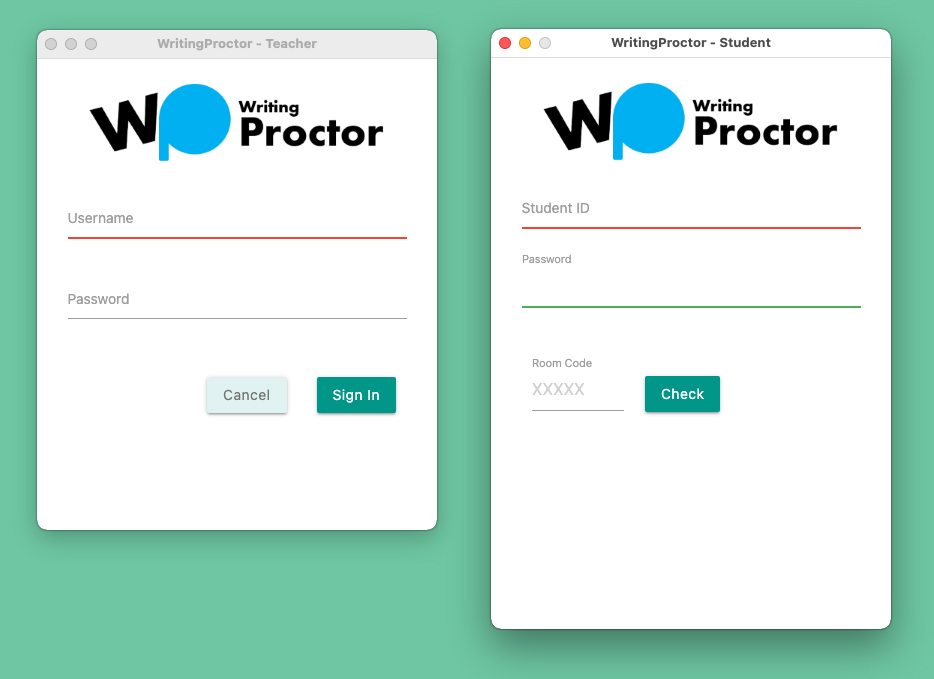 WritingProctor - Teacher
WP Writing
Proctor
Username
Password
Cancel
Sign In
WritingProctor - Student
WP Writing
Proctor
Student ID
Password
Room Code
XXXXX
Check